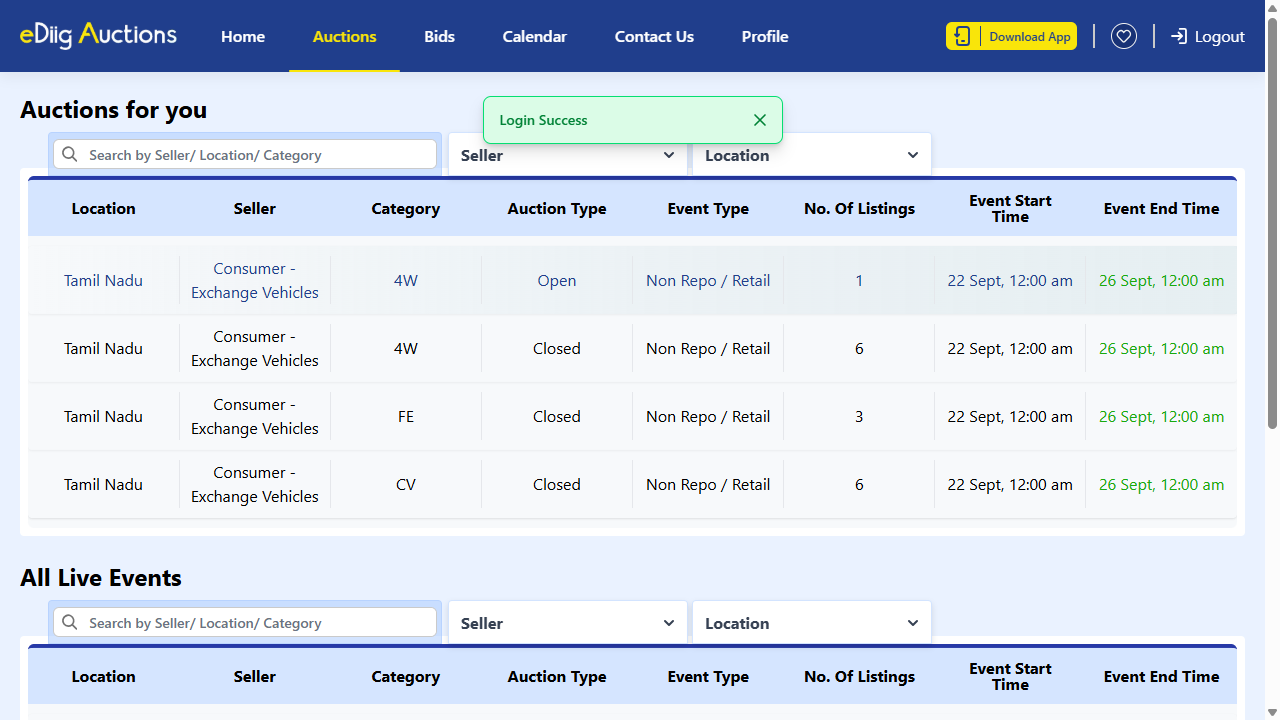 eDiig Auctions Home Auctions Bids Calendar Contact Us Profile Download App Logout
Auctions for you
Login Success
Search by Seller/ Location/ Category Seller Location
Location Seller Category Auction Type Event Type No. Of Listings Event Start Time Event End Time
Tamil Nadu Consumer - Exchange Vehicles 4W Open Non Repo / Retail 1 22 Sept, 12:00 am 26 Sept, 12:00 am
Tamil Nadu Consumer - Exchange Vehicles 4W Closed Non Repo / Retail 6 22 Sept, 12:00 am 26 Sept, 12:00 am
Tamil Nadu Consumer - Exchange Vehicles FE Closed Non Repo / Retail 3 22 Sept, 12:00 am 26 Sept, 12:00 am
Tamil Nadu Consumer - Exchange Vehicles CV Closed Non Repo / Retail 6 22 Sept, 12:00 am 26 Sept, 12:00 am
All Live Events
Search by Seller/ Location/ Category Seller Location
Location Seller Category Auction Type Event Type No. Of Listings Event Start Time Event End Time